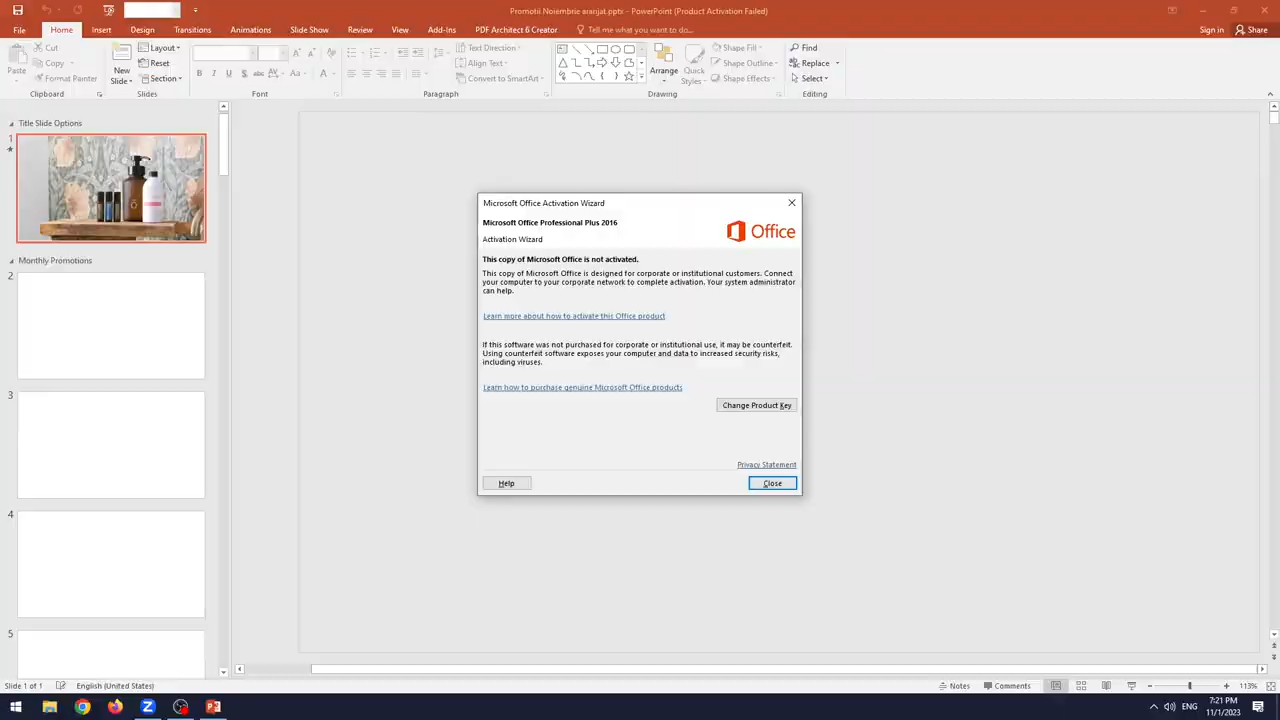 Promotii Noiembrie aranjat.pptx - PowerPoint (Product Activation Failed)
File Home Insert Design Transitions Animations Slide Show Review View Add-Ins PDF Architect 6 Creator Tell me what you want to do... Sign in Share
Paste
Cut
Copy
Format Painter
Clipboard
New
Slide
Layout
Reset
Section
Slides
B I U S abc AV Aa A
Font
Text Direction
Align Text
Convert to SmartArt
Paragraph
Arrange
Quick
Styles
Shape Fill
Shape Outline
Shape Effects
Drawing
Find
Replace
Select
Editing
Title Slide Options
1
Monthly Promotions
2
3
4
5
Microsoft Office Activation Wizard
Microsoft Office Professional Plus 2016
Activation Wizard
Office
This copy of Microsoft Office is not activated.
This copy of Microsoft Office is designed for corporate or institutional customers. Connect
your computer to your corporate network to complete activation. Your system administrator
can help.
Learn more about how to activate this Office product
If this software was not purchased for corporate or institutional use, it may be counterfeit.
Using counterfeit software exposes your computer and data to increased security risks,
including viruses.
Learn how to purchase genuine Microsoft Office products
Change Product Key
Privacy Statement
Help
Close
Slide 1 of 1 English (United States) Notes Comments 113%
ENG
7:21 PM
11/1/2023